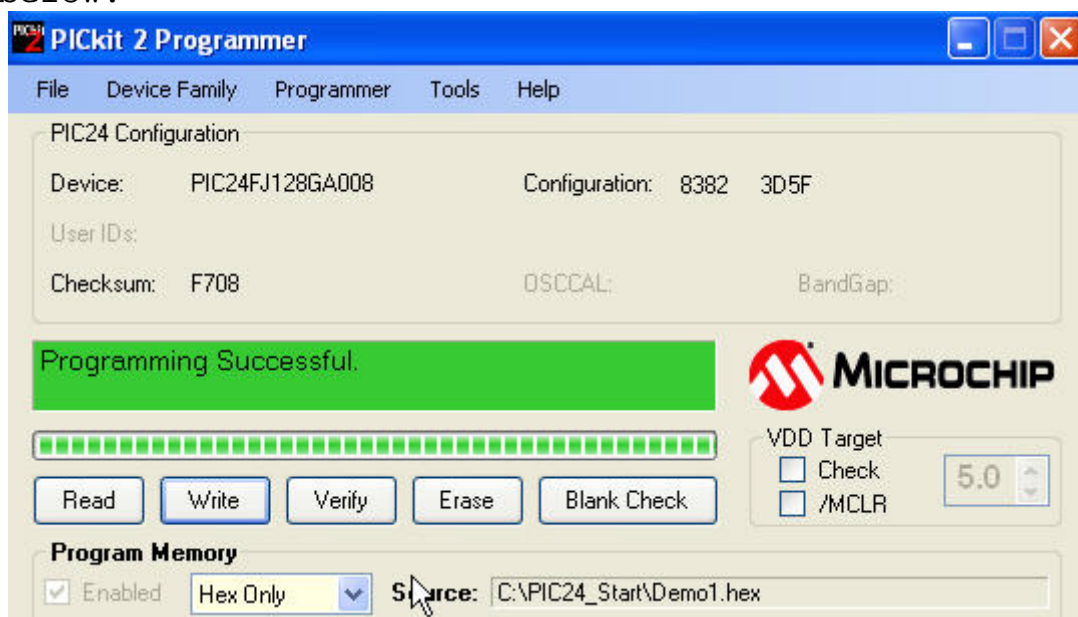 PICkit 2 Programmer
File Device Family Programmer Tools Help
PIC24 Configuration
Device: PIC24FJ128GA008 Configuration: 8382 3D5F
User IDs:
Checksum: F708 OSCCAL: BandGap:
Programming Successful.
MICROCHIP
VDD Target
Check
5.0
/MCLR
Read Write Verify Erase Blank Check
Program Memory
Enabled Hex Only Source: C:\PIC24_Start\Demo1.hex